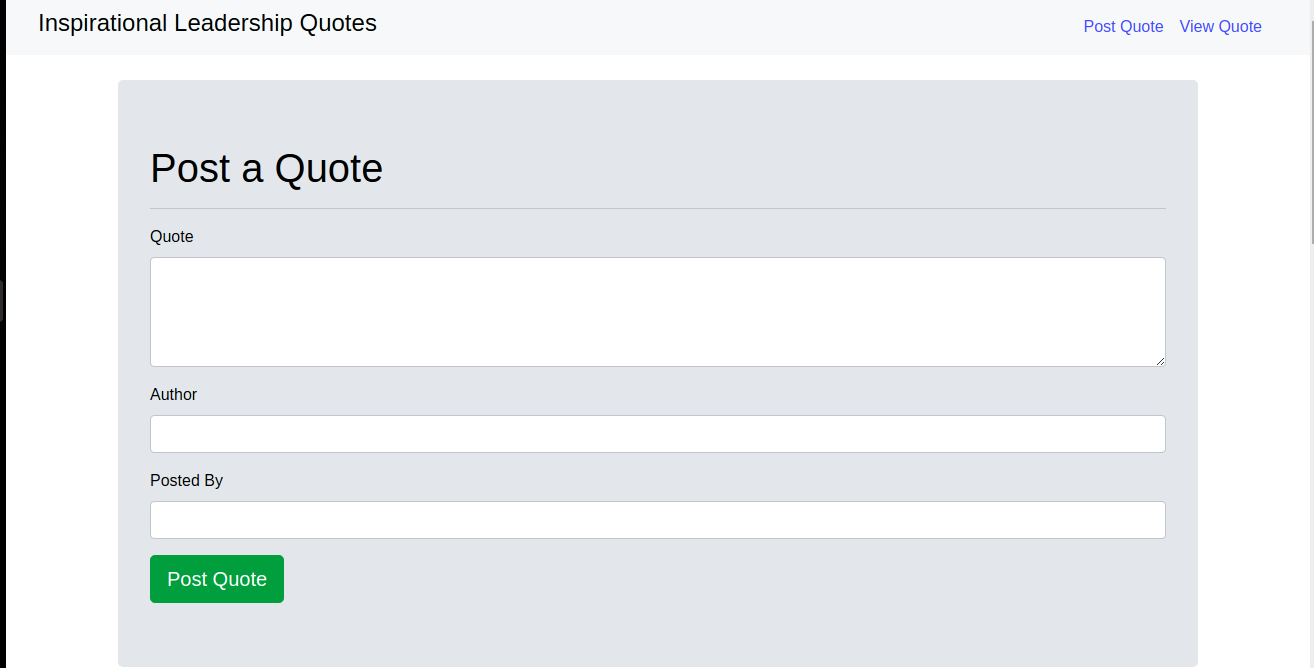 Inspirational Leadership Quotes
Post Quote View Quote
Post a Quote
Quote
Author
Posted By
Post Quote